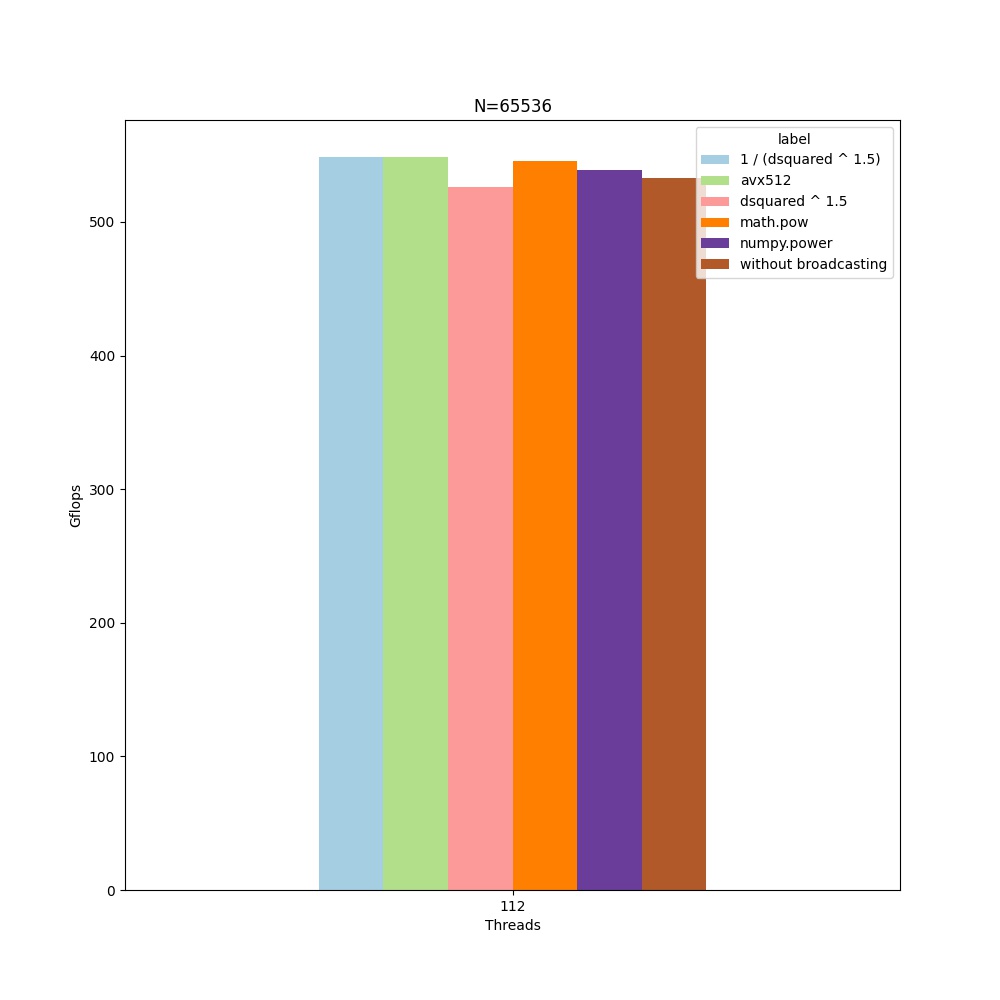 N=65536
label
1 / (dsquared ^ 1.5)
avx512
dsquared ^ 1.5
math.pow
numpy.power
without broadcasting
500
400
300
200
100
0
Gflops
112
Threads